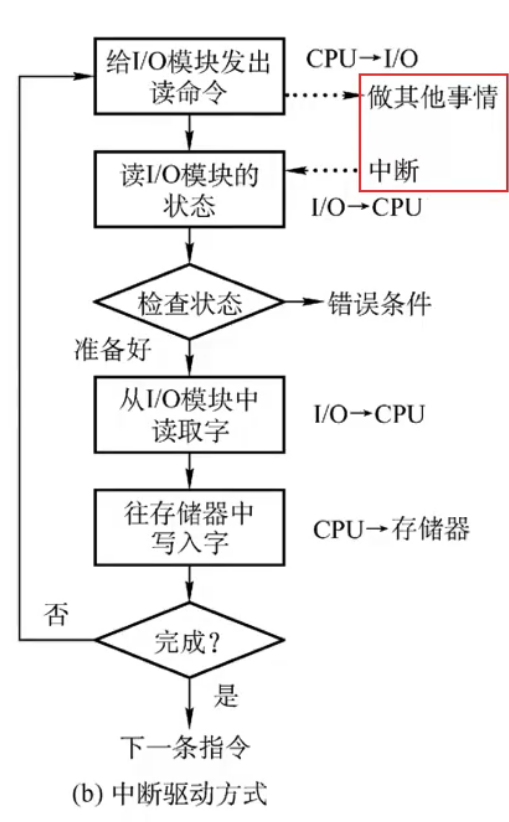 给I/O模块发出
读命令
CPU→I/O
做其他事情
读I/O模块的
状态
中断
I/O→CPU
检查状态
错误条件
准备好
从I/O模块中
读取字
I/O→CPU
往存储器中
写入字
CPU→存储器
否
完成？
是
下一条指令
(b) 中断驱动方式